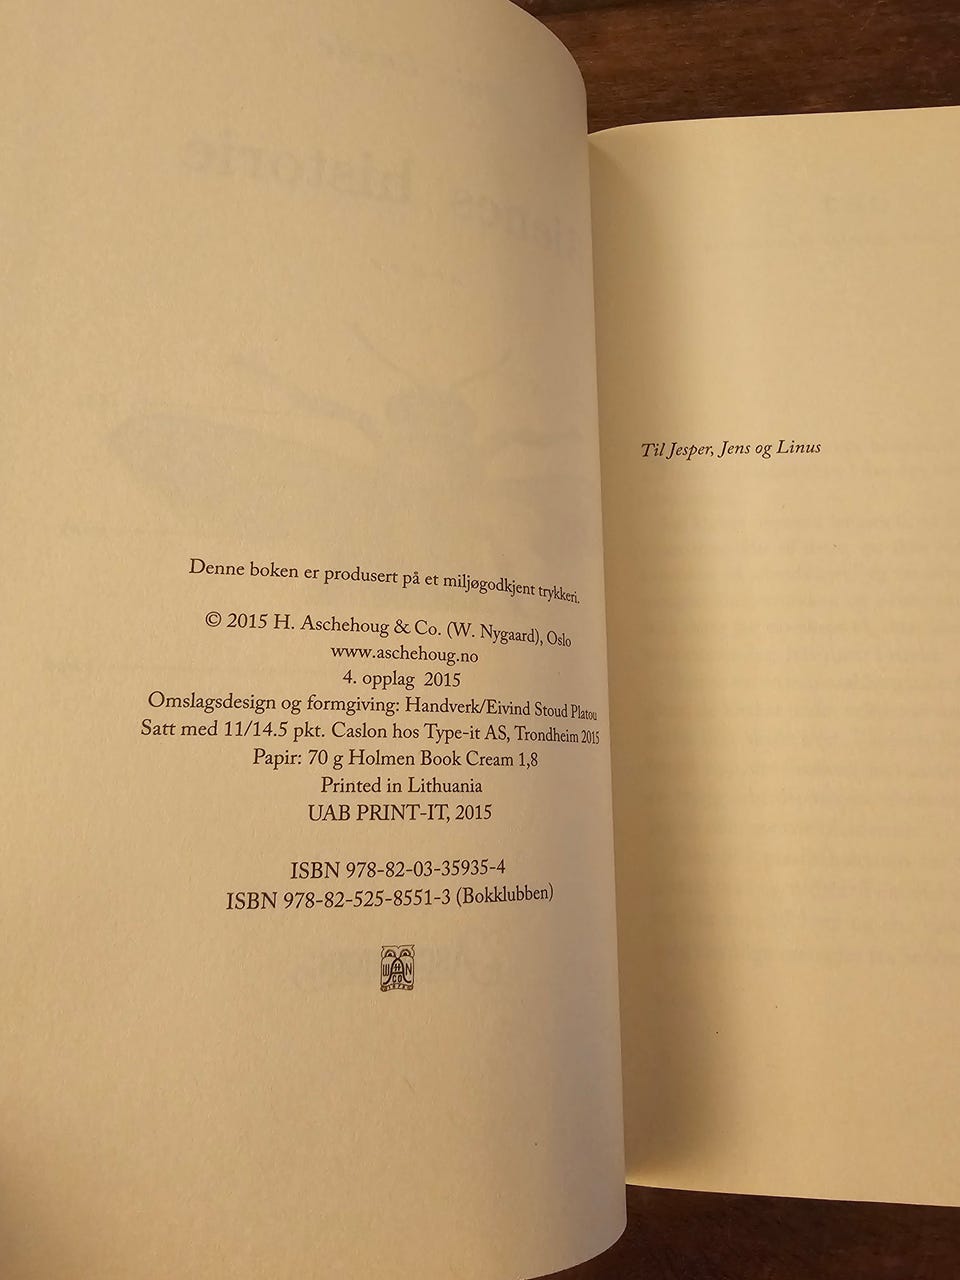 Denne boken er produsert på et miljøgodkjent trykkeri.
© 2015 H. Aschehoug & Co. (W. Nygaard), Oslo
www.aschehoug.no
4. opplag 2015
Omslagsdesign og formgiving: Handverk/Eivind Stoud Platou
Satt med 11/14.5 pkt. Caslon hos Type-it AS, Trondheim 2015
Papir: 70 g Holmen Book Cream 1,8
Printed in Lithuania
UAB PRINT-IT, 2015
ISBN 978-82-03-35935-4
ISBN 978-82-525-8551-3 (Bokklubben)
Til Jesper, Jens og Linus